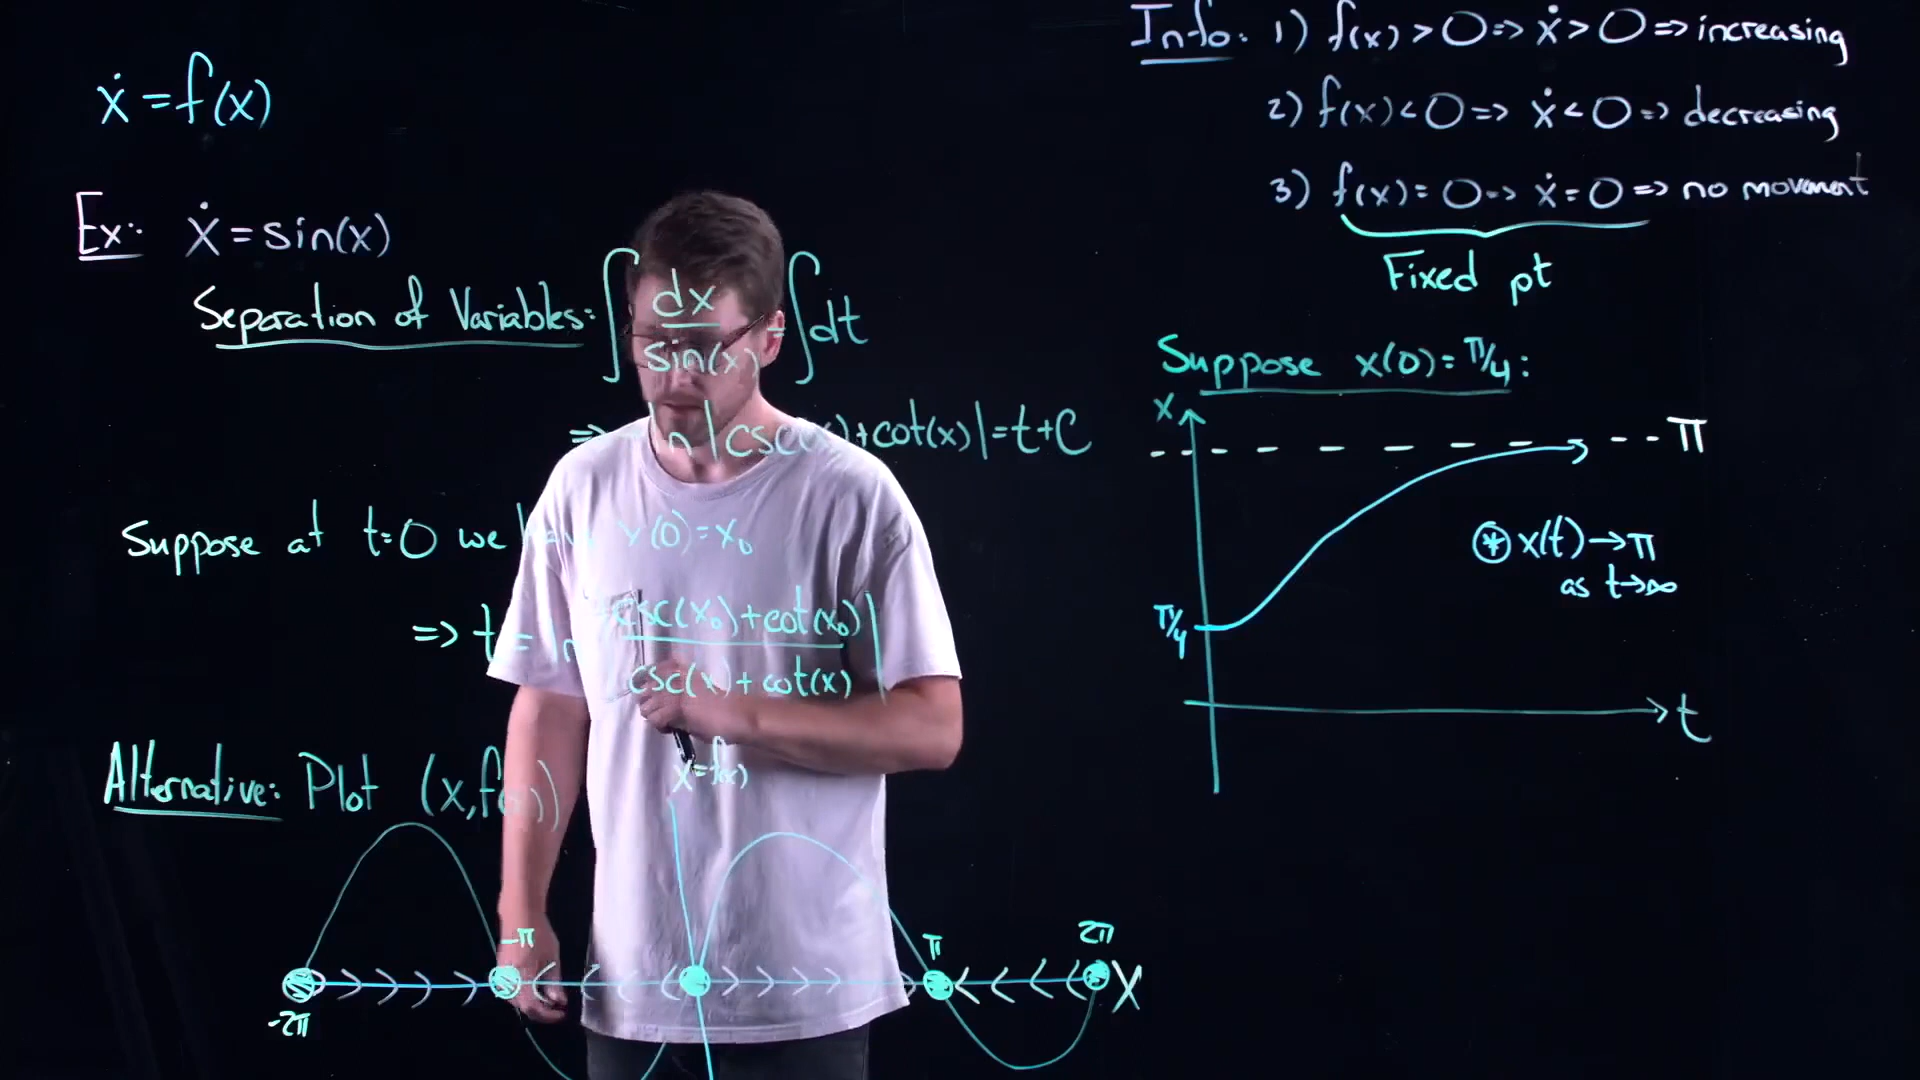 ẋ = f(x)
Ex: ẋ = sin(x)
Separation of Variables: ∫ dx/sin(x) = ∫ dt
=> ln |csc(x)+cot(x)| = t + C
Suppose at t=0 we x(0)=x₀
=> t = ln |csc(x₀)+cot(x₀) / csc(x)+cot(x)|
Alternative: Plot (x,f(x))
ẋ=f(x)
-2π
-π
π
2π
X
Info: 1) f(x) > 0 => ẋ > 0 => increasing
2) f(x) < 0 => ẋ < 0 => decreasing
3) f(x) = 0 => ẋ = 0 => no movement
Fixed pt
Suppose x(0) = π/4:
x
π
π/4
⊛ x(t) → π
as t→∞
t